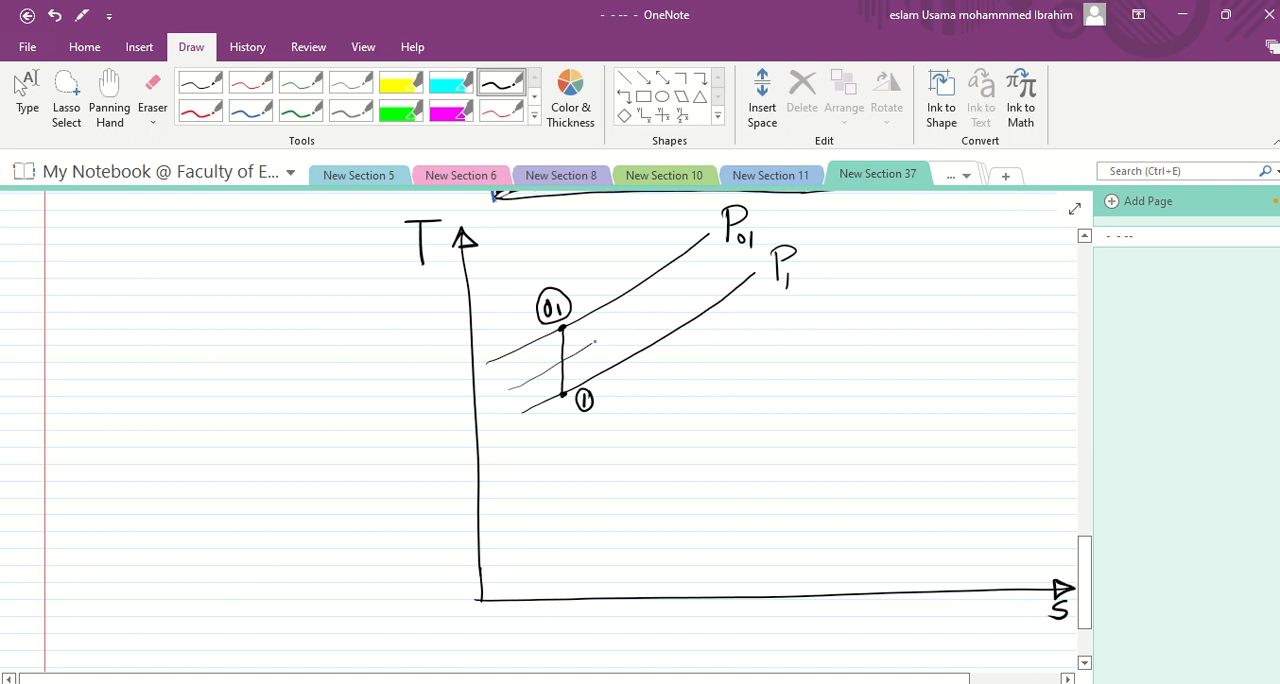 - -- -- - OneNote
eslam Usama mohammmed Ibrahim
File Home Insert Draw History Review View Help
Type
Lasso Select
Panning Hand
Eraser
Color & Thickness
Insert Space
Delete
Arrange
Rotate
Ink to Shape
Ink to Text
Ink to Math
Tools Shapes Edit Convert
My Notebook @ Faculty of E...
New Section 5
New Section 6
New Section 8
New Section 10
New Section 11
New Section 37
...
Search (Ctrl+E)
Add Page
- - --
T
P01
P1
01
1
S